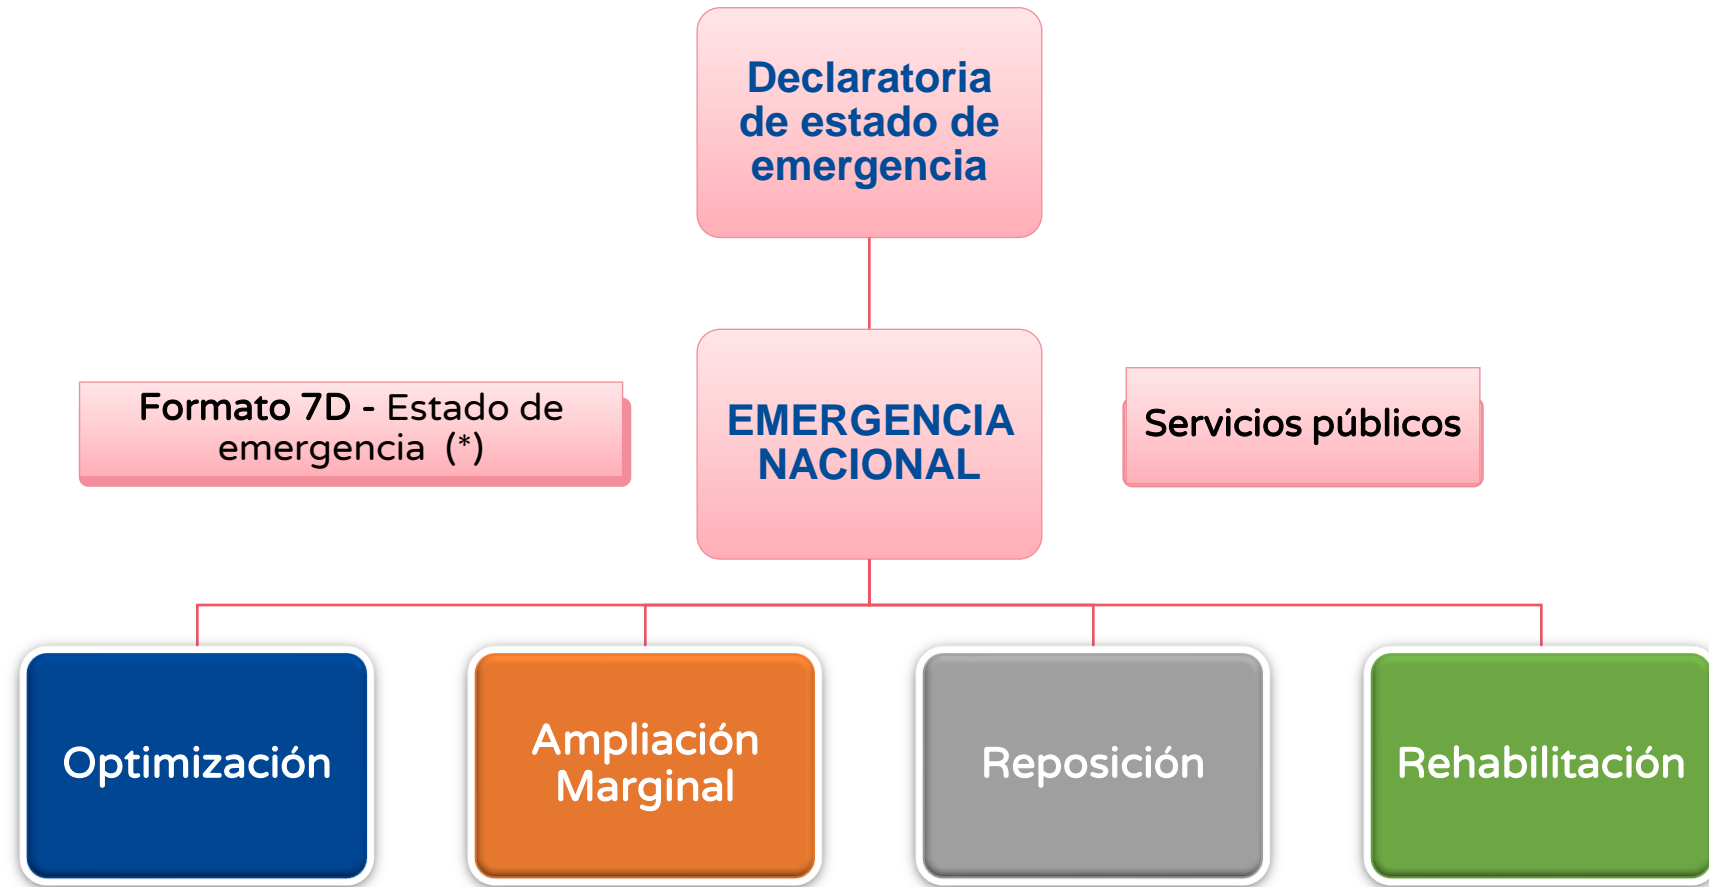 Declaratoria
de estado de
emergencia
Formato 7D - Estado de
emergencia (*)
EMERGENCIA
NACIONAL
Servicios públicos
Optimización
Ampliación
Marginal
Reposición
Rehabilitación